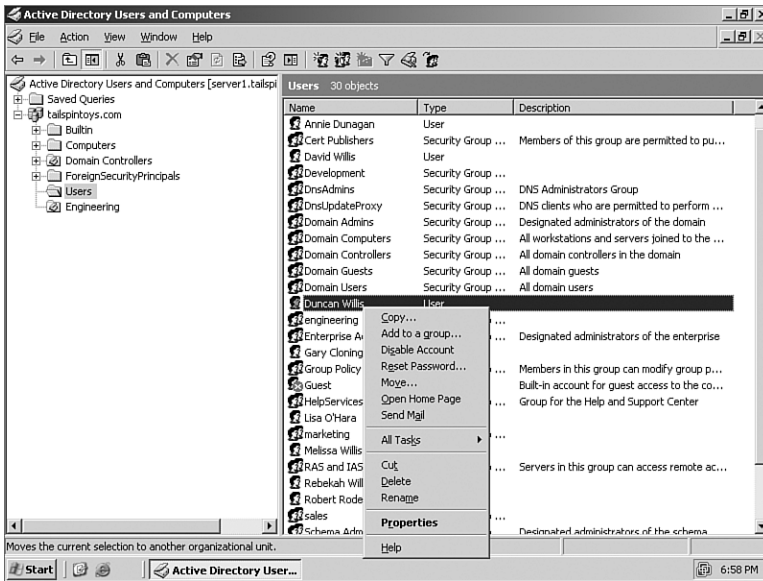 Active Directory Users and Computers
File Action View Window Help
Active Directory Users and Computers [server1.tailspi
Saved Queries
tailspintoys.com
Builtin
Computers
Domain Controllers
ForeignSecurityPrincipals
Users
Engineering
Users 30 objects
Name Type Description
Annie Dunagan User
Cert Publishers Security Group ... Members of this group are permitted to pu...
David Willis User
Development Security Group ...
DnsAdmins Security Group ... DNS Administrators Group
DnsUpdateProxy Security Group ... DNS clients who are permitted to perform ...
Domain Admins Security Group ... Designated administrators of the domain
Domain Computers Security Group ... All workstations and servers joined to the ...
Domain Controllers Security Group ... All domain controllers in the domain
Domain Guests Security Group ... All domain guests
Domain Users Security Group ... All domain users
Duncan Willis User
engineering ...
Enterprise A ... Designated administrators of the enterprise
Gary Cloning
Group Policy ... Members in this group can modify group p...
Guest Built-in account for guest access to the co...
HelpServices ... Group for the Help and Support Center
Lisa O'Hara
marketing ...
Melissa Willis
RAS and IAS ... Servers in this group can access remote ac...
Rebekah Will
Robert Rode
sales ...
Schema Adm ... Designated administrators of the schema
Copy...
Add to a group...
Disable Account
Reset Password...
Move...
Open Home Page
Send Mail
All Tasks
Cut
Delete
Rename
Properties
Help
Moves the current selection to another organizational unit.
Start Active Directory User... 6:58 PM